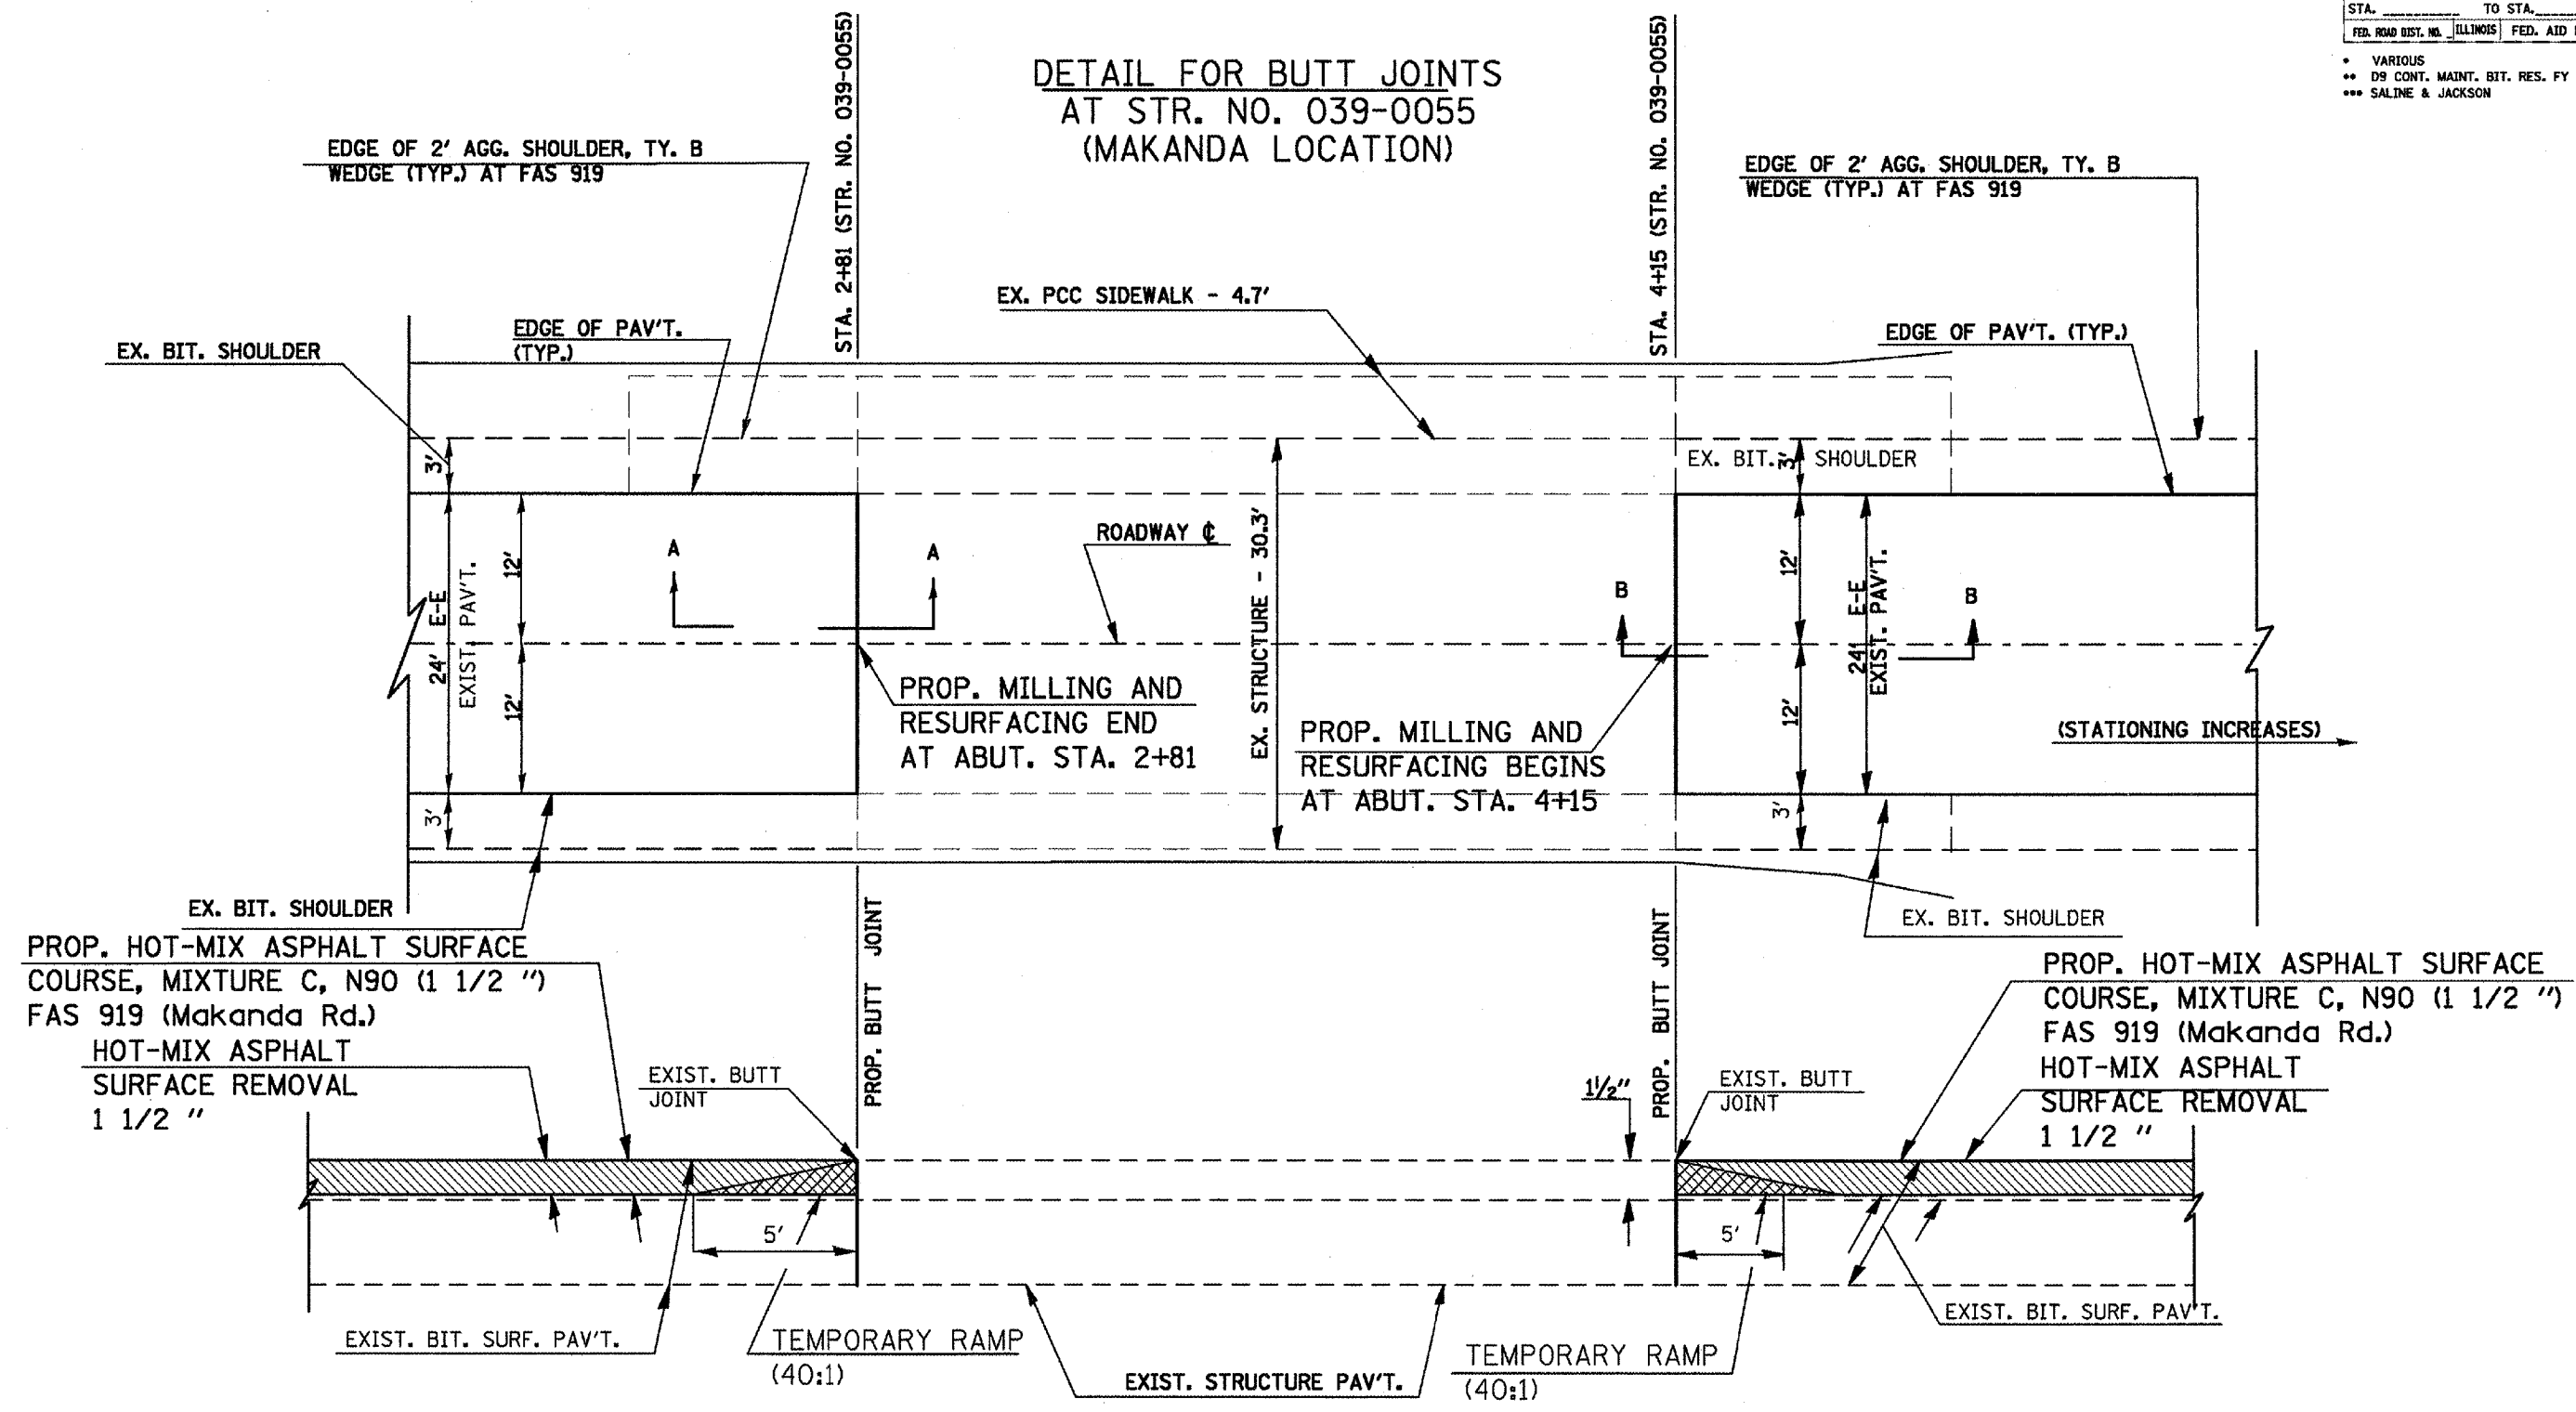 STA. TO STA.
FED. ROAD DIST. NO. ILLINOIS FED. AID
* VARIOUS
** D9 CONT. MAINT. BIT. RES. FY
*** SALINE & JACKSON
DETAIL FOR BUTT JOINTS
AT STR. NO. 039-0055
(MAKANDA LOCATION)
STA. 2+81 (STR. NO. 039-0055)
STA. 4+15 (STR. NO. 039-0055)
EDGE OF 2' AGG. SHOULDER, TY. B
WEDGE (TYP.) AT FAS 919
EDGE OF 2' AGG. SHOULDER, TY. B
WEDGE (TYP.) AT FAS 919
EX. PCC SIDEWALK - 4.7'
EX. BIT. SHOULDER
EDGE OF PAV'T.
(TYP.)
EDGE OF PAV'T. (TYP.)
3'
EX. BIT. SHOULDER
3'
12'
24' E-E
EXIST. PAV'T.
12'
A
A
ROADWAY ℄
EX. STRUCTURE - 30.3'
B
B
12'
24' E-E
EXIST. PAV'T.
12'
PROP. MILLING AND
RESURFACING END
AT ABUT. STA. 2+81
PROP. MILLING AND
RESURFACING BEGINS
AT ABUT. STA. 4+15
(STATIONING INCREASES)
3'
3'
EX. BIT. SHOULDER
EX. BIT. SHOULDER
PROP. HOT-MIX ASPHALT SURFACE
COURSE, MIXTURE C, N90 (1 1/2 ")
FAS 919 (Makanda Rd.)
HOT-MIX ASPHALT
SURFACE REMOVAL
1 1/2 "
EXIST. BUTT
JOINT
PROP. BUTT JOINT
1 1/2"
PROP. BUTT JOINT
EXIST. BUTT
JOINT
PROP. HOT-MIX ASPHALT SURFACE
COURSE, MIXTURE C, N90 (1 1/2 ")
FAS 919 (Makanda Rd.)
HOT-MIX ASPHALT
SURFACE REMOVAL
1 1/2 "
5'
5'
EXIST. BIT. SURF. PAV'T.
TEMPORARY RAMP
(40:1)
EXIST. STRUCTURE PAV'T.
TEMPORARY RAMP
(40:1)
EXIST. BIT. SURF. PAV'T.